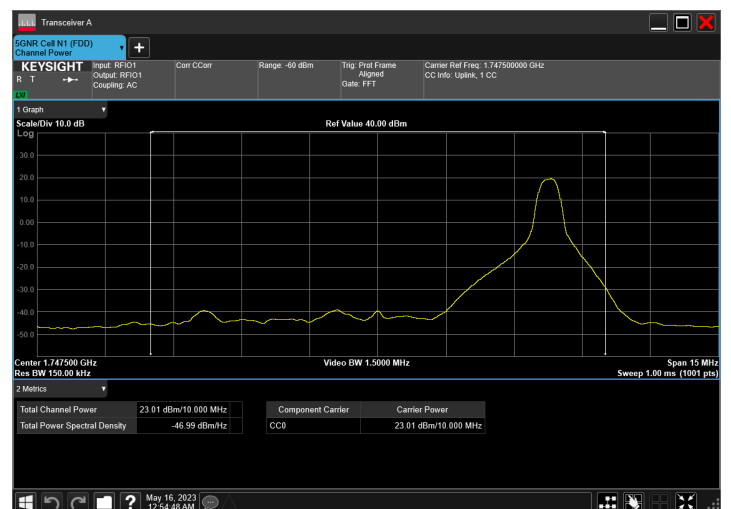 Transceiver A
5GNR Cell N1 (FDD)
Channel Power
KEYSIGHT
R T
LXI
Input: RFIO1
Output: RFIO1
Coupling: AC
Corr CCorr
Range: -60 dBm
Trig: Prot Frame
Aligned
Gate: FFT
Carrier Ref Freq: 1.747500000 GHz
CC Info: Uplink, 1 CC
1 Graph
Scale/Div 10.0 dB
Ref Value 40.00 dBm
Log
30.0
20.0
10.0
0.00
-10.0
-20.0
-30.0
-40.0
-50.0
Center 1.747500 GHz
Video BW 1.5000 MHz
Span 15 MHz
Res BW 150.00 kHz
Sweep 1.00 ms (1001 pts)
2 Metrics
Total Channel Power 23.01 dBm/10.000 MHz
Total Power Spectral Density -46.99 dBm/Hz
Component Carrier Carrier Power
CC0 23.01 dBm/10.000 MHz
?
May 16, 2023
12:54:48 AM